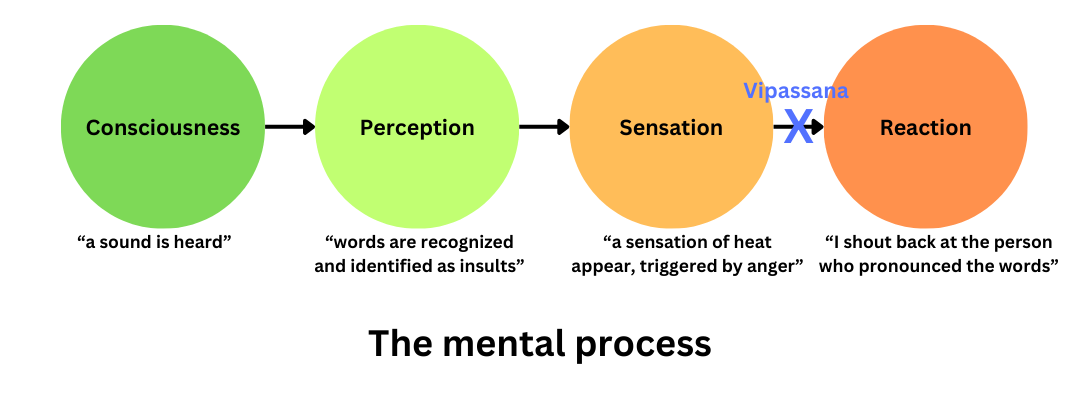 Vipassana
Consciousness
Perception
Sensation
X
Reaction
“a sound is heard”
“words are recognized
and identified as insults”
“a sensation of heat
appear, triggered by anger”
“I shout back at the person
who pronounced the words”
The mental process